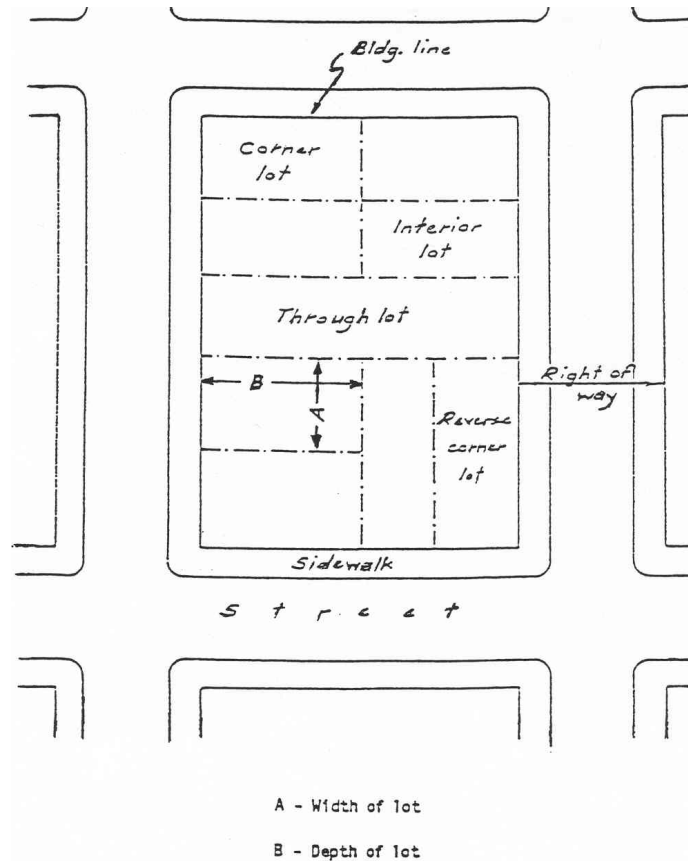 Bldg. line
Corner
lot
Interior
lot
Through lot
B
A
Right of
way
Reverse
corner
lot
Sidewalk
Street
A - Width of lot
B - Depth of lot